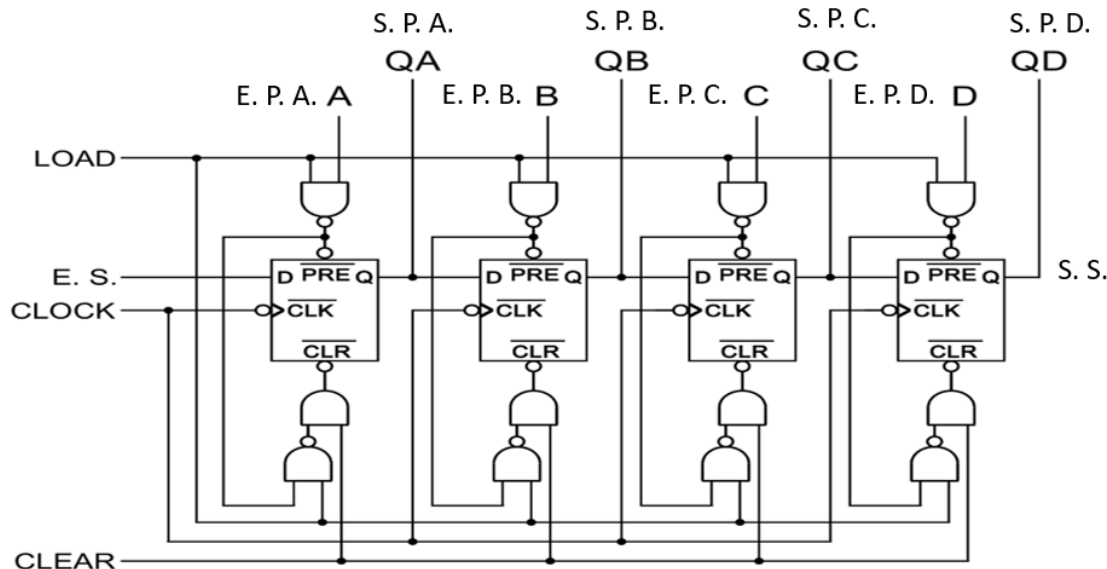 S. P. A. S. P. B. S. P. C. S. P. D.
QA QB QC QD
E. P. A. A E. P. B. B E. P. C. C E. P. D. D
LOAD
E. S. D PRE Q D PRE Q D PRE Q D PRE Q S. S.
CLOCK CLK CLK CLK CLK
CLR CLR CLR CLR
CLEAR